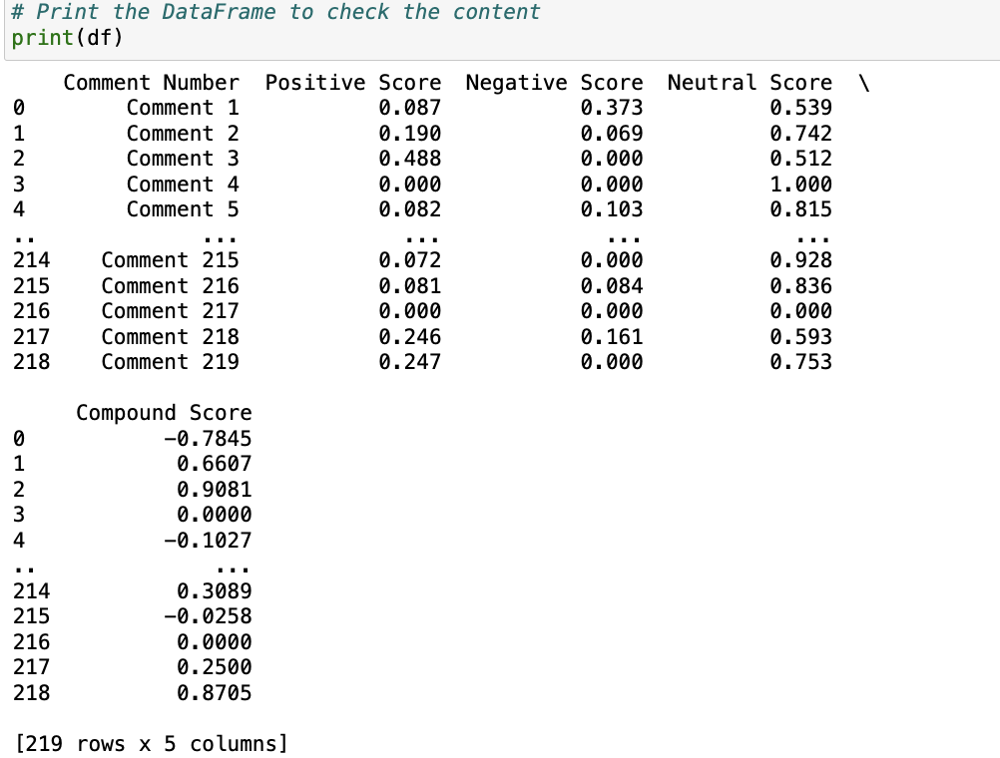 # Print the DataFrame to check the content
print(df)
Comment Number Positive Score Negative Score Neutral Score \
0 Comment 1 0.087 0.373 0.539
1 Comment 2 0.190 0.069 0.742
2 Comment 3 0.488 0.000 0.512
3 Comment 4 0.000 0.000 1.000
4 Comment 5 0.082 0.103 0.815
.. ... ... ... ...
214 Comment 215 0.072 0.000 0.928
215 Comment 216 0.081 0.084 0.836
216 Comment 217 0.000 0.000 0.000
217 Comment 218 0.246 0.161 0.593
218 Comment 219 0.247 0.000 0.753
Compound Score
0 -0.7845
1 0.6607
2 0.9081
3 0.0000
4 -0.1027
.. ...
214 0.3089
215 -0.0258
216 0.0000
217 0.2500
218 0.8705
[219 rows x 5 columns]